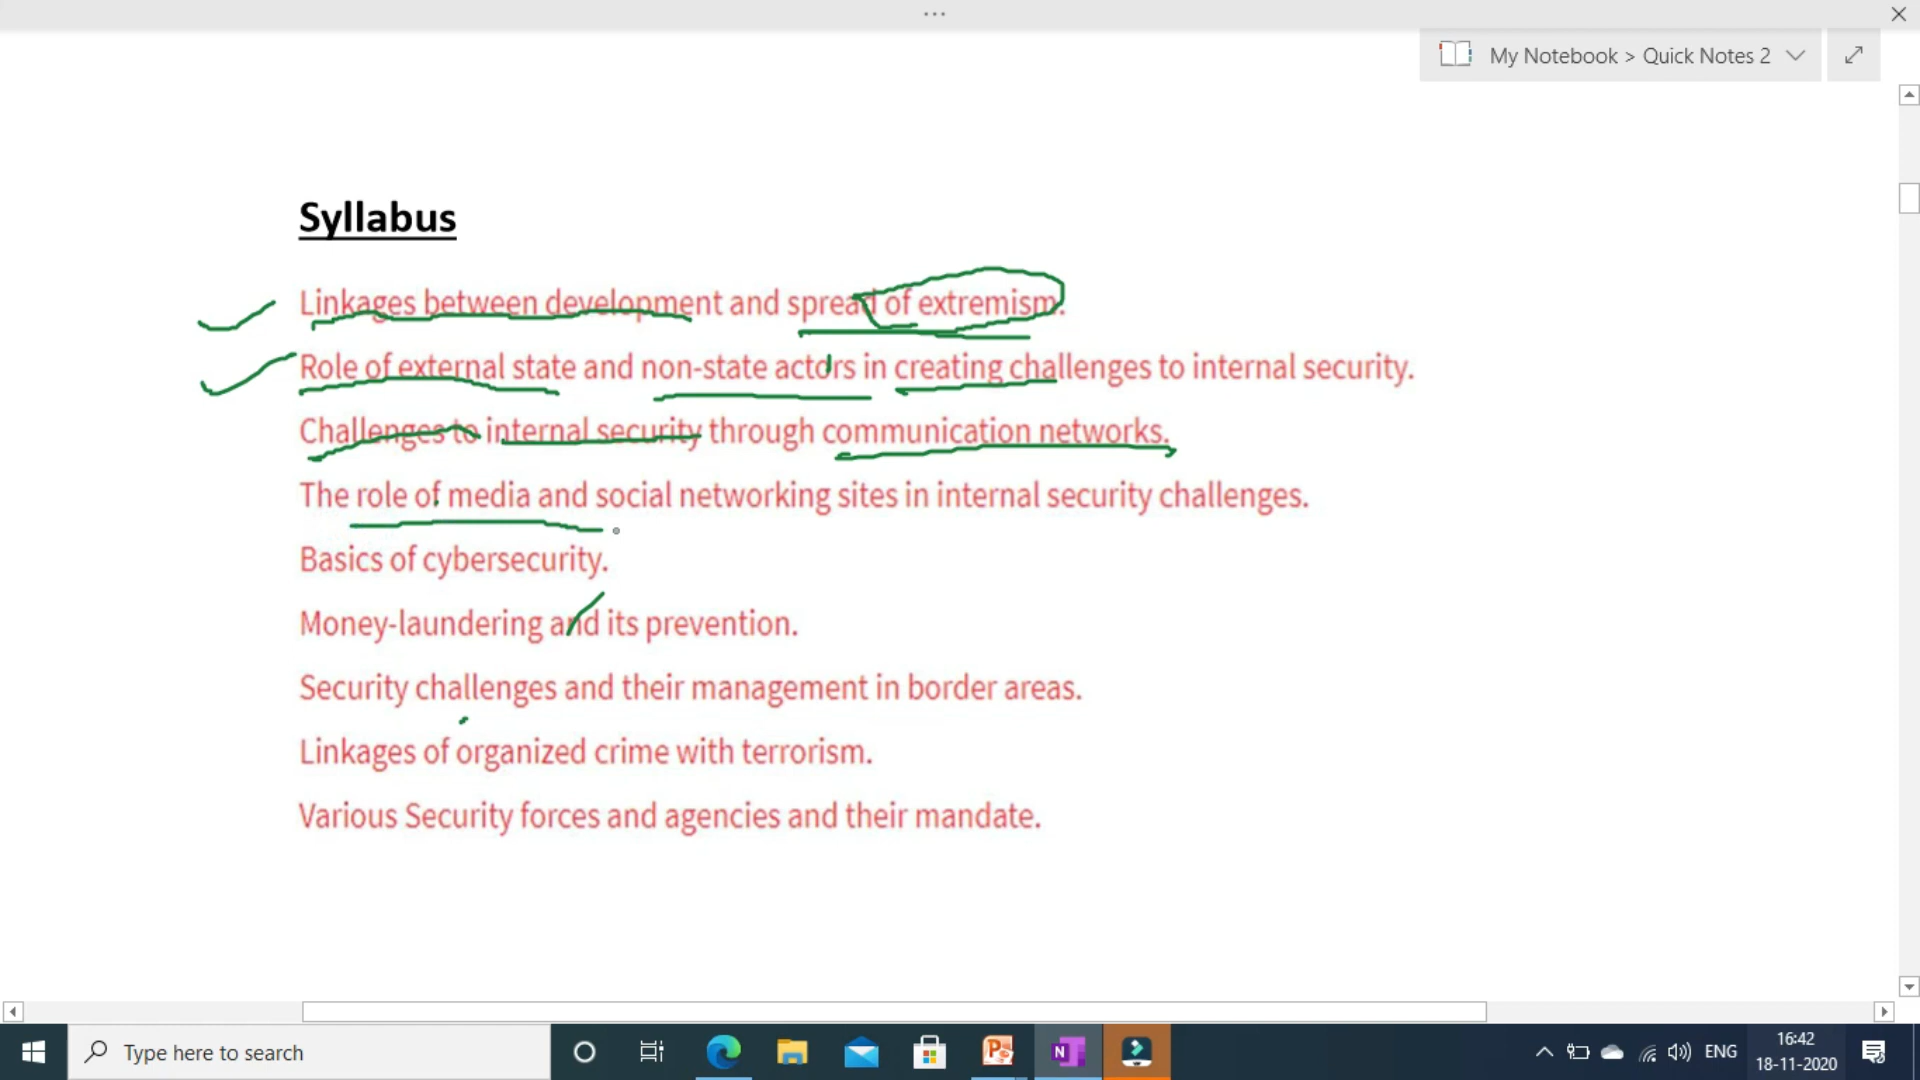 ...
My Notebook > Quick Notes 2
Syllabus
Linkages between development and spread of extremism.
Role of external state and non-state actors in creating challenges to internal security.
Challenges to internal security through communication networks.
The role of media and social networking sites in internal security challenges.
Basics of cybersecurity.
Money-laundering and its prevention.
Security challenges and their management in border areas.
Linkages of organized crime with terrorism.
Various Security forces and agencies and their mandate.
Type here to search
ENG
16:42
18-11-2020